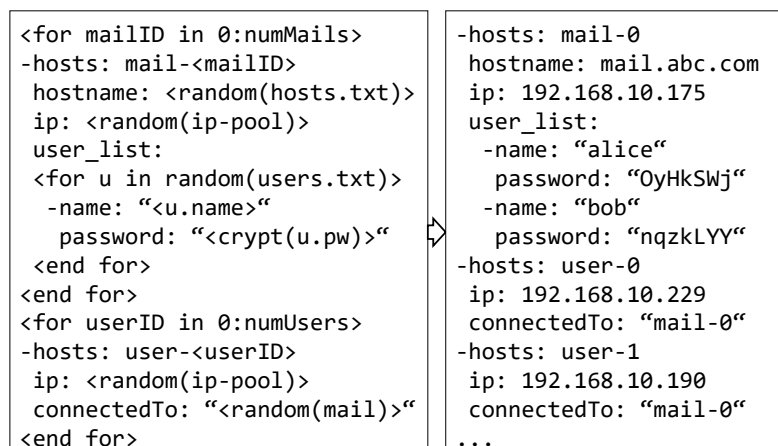 <for mailID in 0:numMails>
-hosts: mail-<mailID>
 hostname: <random(hosts.txt)>
 ip: <random(ip-pool)>
 user_list:
 <for u in random(users.txt)>
  -name: “<u.name>“
   password: “<crypt(u.pw)>“
 <end for>
<end for>
<for userID in 0:numUsers>
-hosts: user-<userID>
 ip: <random(ip-pool)>
 connectedTo: “<random(mail)>“
<end for>
-hosts: mail-0
 hostname: mail.abc.com
 ip: 192.168.10.175
 user_list:
  -name: “alice“
   password: “OyHkSWj“
  -name: “bob“
   password: “nqzkLYY“
-hosts: user-0
 ip: 192.168.10.229
 connectedTo: “mail-0“
-hosts: user-1
 ip: 192.168.10.190
 connectedTo: “mail-0“
...